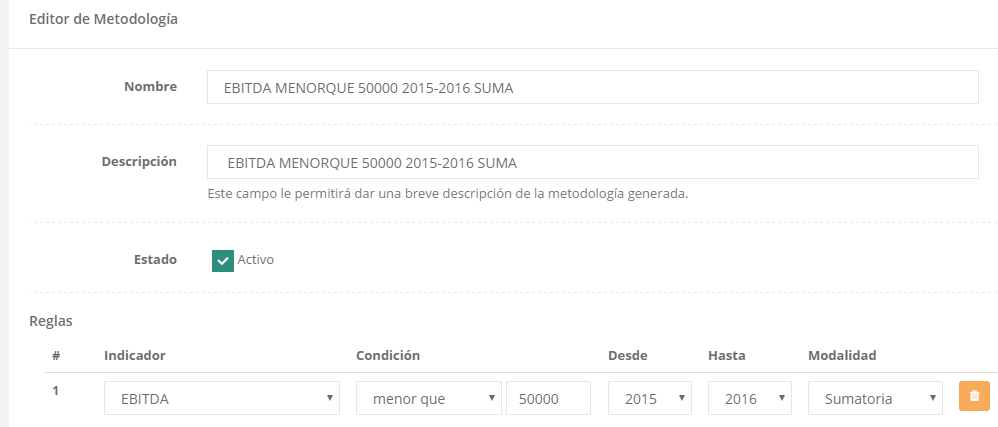 Editor de Metodología
Nombre EBITDA MENORQUE 50000 2015-2016 SUMA
Descripción EBITDA MENORQUE 50000 2015-2016 SUMA
Este campo le permitirá dar una breve descripción de la metodología generada.
Estado Activo
Reglas
# Indicador Condición Desde Hasta Modalidad
1 EBITDA menor que 50000 2015 2016 Sumatoria